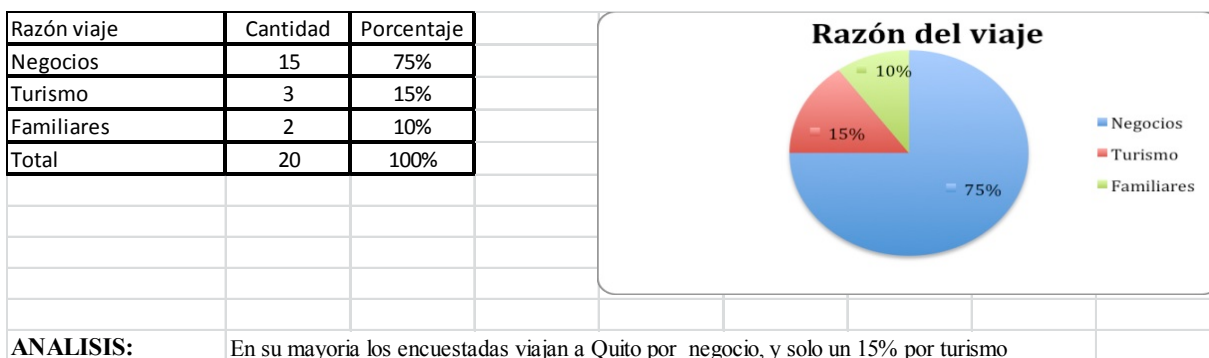 Razón viaje Cantidad Porcentaje
Negocios 15 75%
Turismo 3 15%
Familiares 2 10%
Total 20 100%
Razón del viaje
10%
15%
75%
Negocios
Turismo
Familiares
ANALISIS: En su mayoria los encuestadas viajan a Quito por negocio, y solo un 15% por turismo